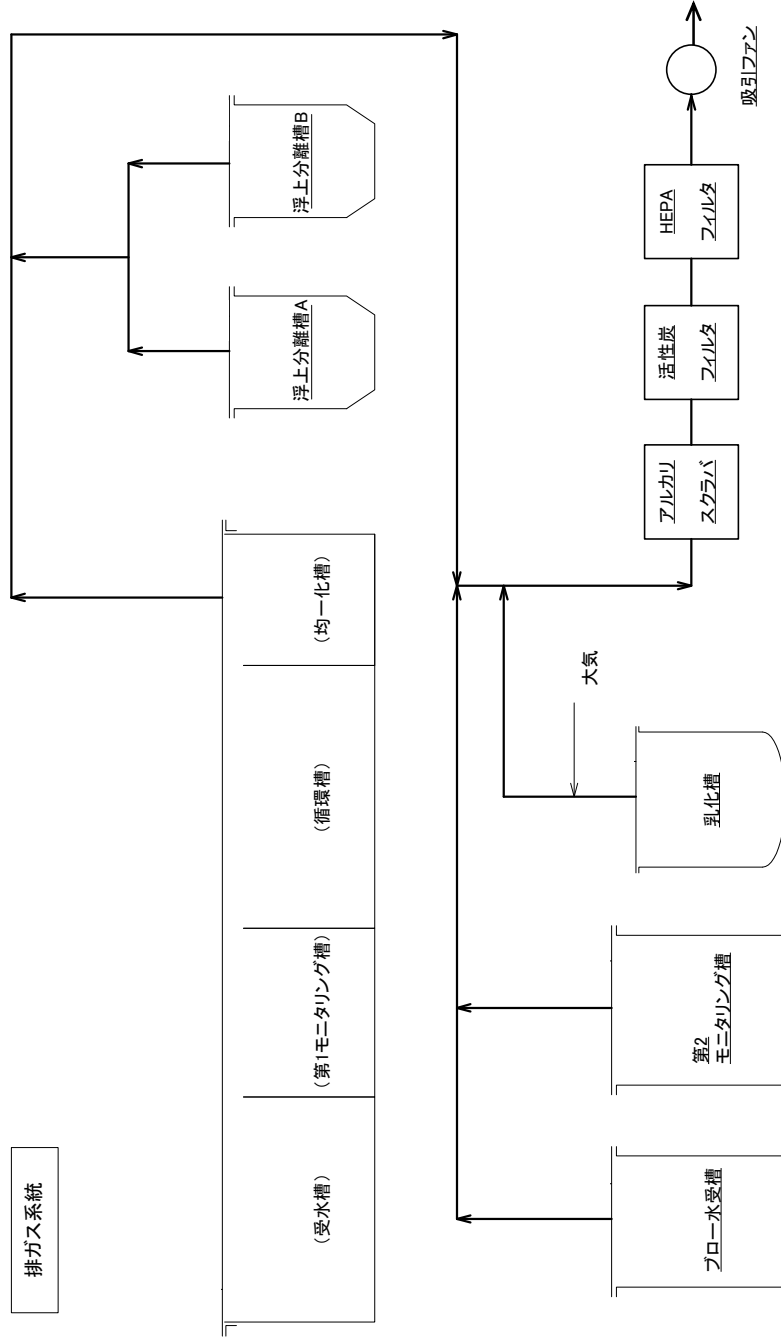 排ガス系統
(受水槽)
(第1モニタリング槽)
(循環槽)
(均一化槽)
浮上分離槽A
浮上分離槽B
ブロー水受槽
第2
モニタリング槽
乳化槽
大気
アルカリ
スクラバ
活性炭
フィルタ
HEPA
フィルタ
吸引ファン